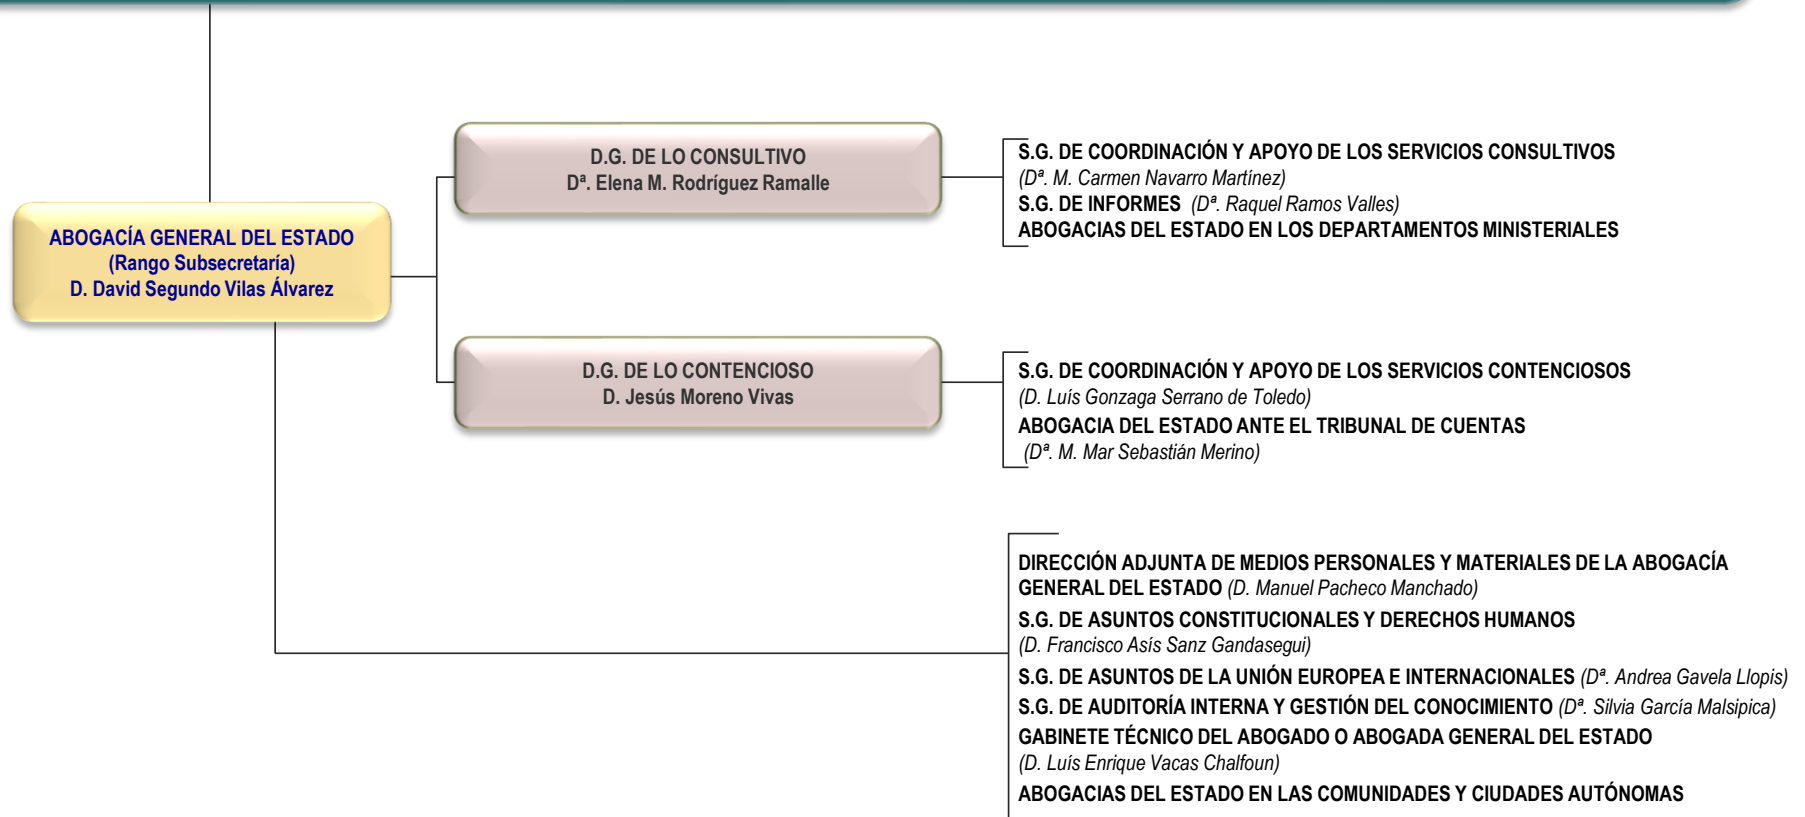 ABOGACÍA GENERAL DEL ESTADO
(Rango Subsecretaría)
D. David Segundo Vilas Álvarez
D.G. DE LO CONSULTIVO
Dª. Elena M. Rodríguez Ramalle
S.G. DE COORDINACIÓN Y APOYO DE LOS SERVICIOS CONSULTIVOS
(Dª. M. Carmen Navarro Martínez)
S.G. DE INFORMES (Dª. Raquel Ramos Valles)
ABOGACIAS DEL ESTADO EN LOS DEPARTAMENTOS MINISTERIALES
D.G. DE LO CONTENCIOSO
D. Jesús Moreno Vivas
S.G. DE COORDINACIÓN Y APOYO DE LOS SERVICIOS CONTENCIOSOS
(D. Luís Gonzaga Serrano de Toledo)
ABOGACIA DEL ESTADO ANTE EL TRIBUNAL DE CUENTAS
(Dª. M. Mar Sebastián Merino)
DIRECCIÓN ADJUNTA DE MEDIOS PERSONALES Y MATERIALES DE LA ABOGACÍA
GENERAL DEL ESTADO (D. Manuel Pacheco Manchado)
S.G. DE ASUNTOS CONSTITUCIONALES Y DERECHOS HUMANOS
(D. Francisco Asís Sanz Gandasegui)
S.G. DE ASUNTOS DE LA UNIÓN EUROPEA E INTERNACIONALES (Dª. Andrea Gavela Llopis)
S.G. DE AUDITORÍA INTERNA Y GESTIÓN DEL CONOCIMIENTO (Dª. Silvia García Malsipica)
GABINETE TÉCNICO DEL ABOGADO O ABOGADA GENERAL DEL ESTADO
(D. Luís Enrique Vacas Chalfoun)
ABOGACIAS DEL ESTADO EN LAS COMUNIDADES Y CIUDADES AUTÓNOMAS